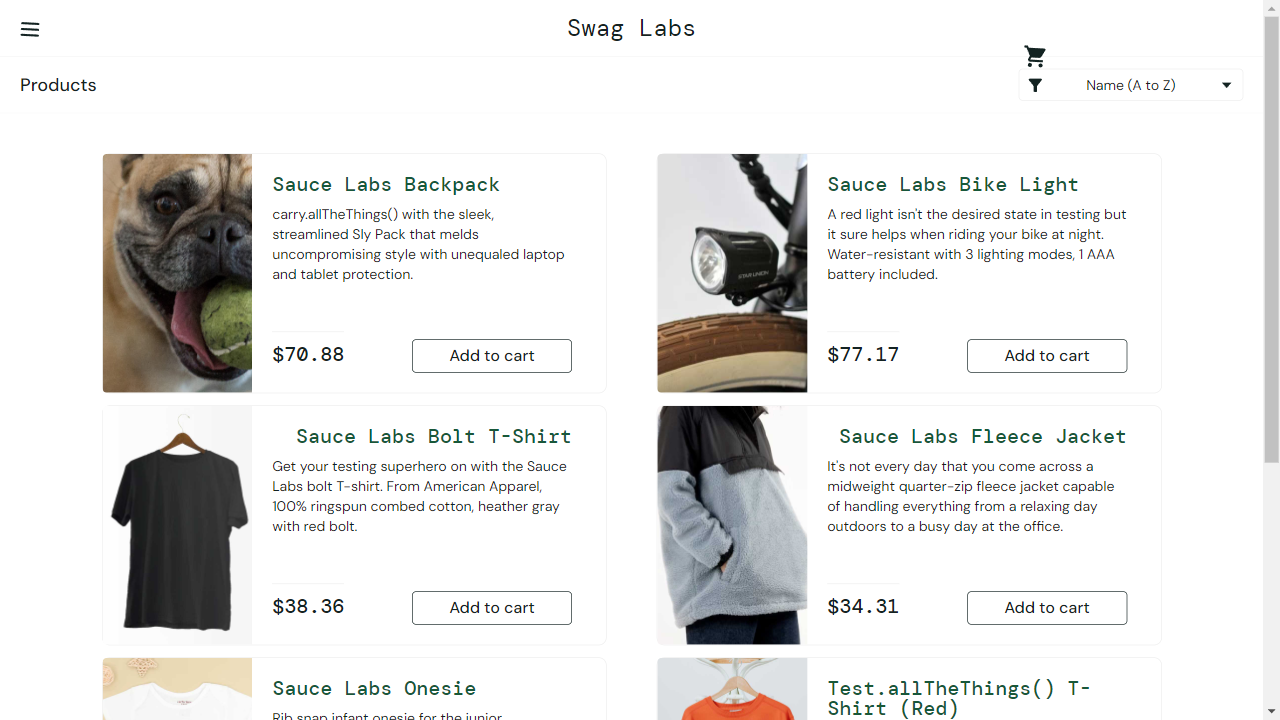 Swag Labs
Products
Name (A to Z)
Sauce Labs Backpack
carry.allTheThings() with the sleek,
streamlined Sly Pack that melds
uncompromising style with unequaled laptop
and tablet protection.
$70.88
Add to cart
Sauce Labs Bike Light
A red light isn't the desired state in testing but
it sure helps when riding your bike at night.
Water-resistant with 3 lighting modes, 1 AAA
battery included.
STAR UNION
$77.17
Add to cart
Sauce Labs Bolt T-Shirt
Get your testing superhero on with the Sauce
Labs bolt T-shirt. From American Apparel,
100% ringspun combed cotton, heather gray
with red bolt.
$38.36
Add to cart
Sauce Labs Fleece Jacket
It's not every day that you come across a
midweight quarter-zip fleece jacket capable
of handling everything from a relaxing day
outdoors to a busy day at the office.
$34.31
Add to cart
Sauce Labs Onesie
Rib snap infant onesie for the junior
Test.allTheThings() T-
Shirt (Red)